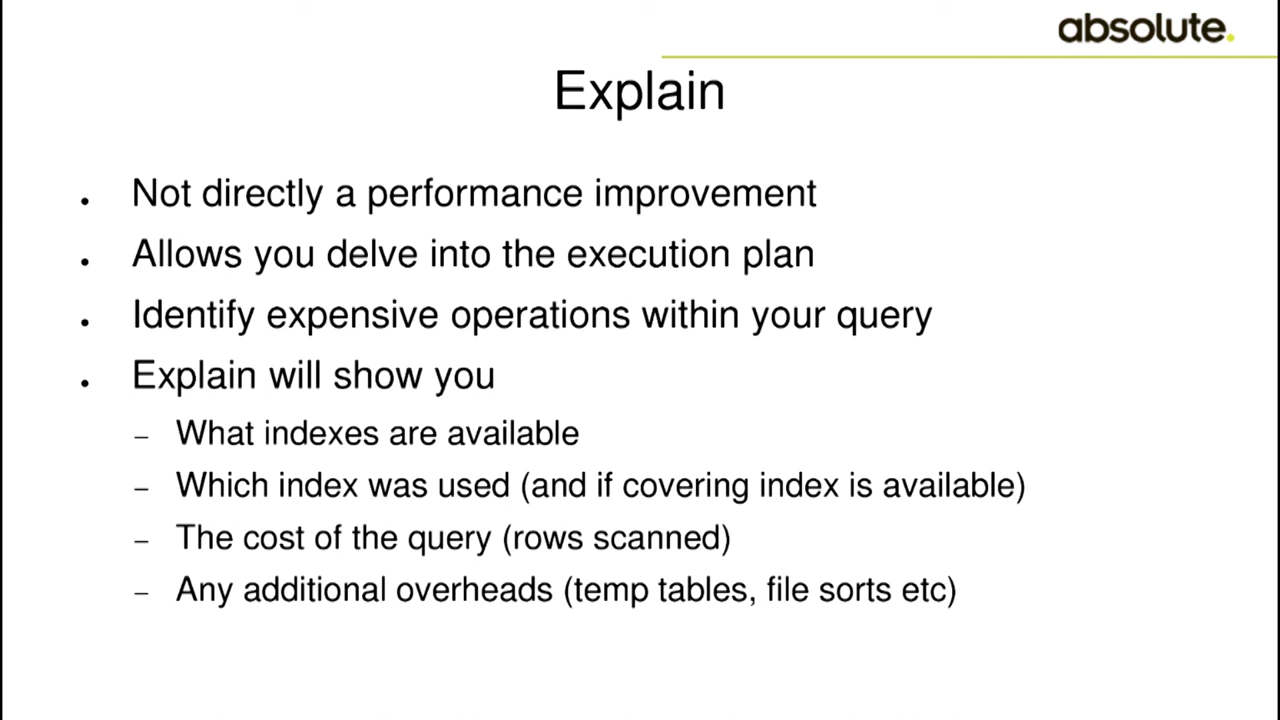 absolute.
Explain
● Not directly a performance improvement
● Allows you delve into the execution plan
● Identify expensive operations within your query
● Explain will show you
– What indexes are available
– Which index was used (and if covering index is available)
– The cost of the query (rows scanned)
– Any additional overheads (temp tables, file sorts etc)